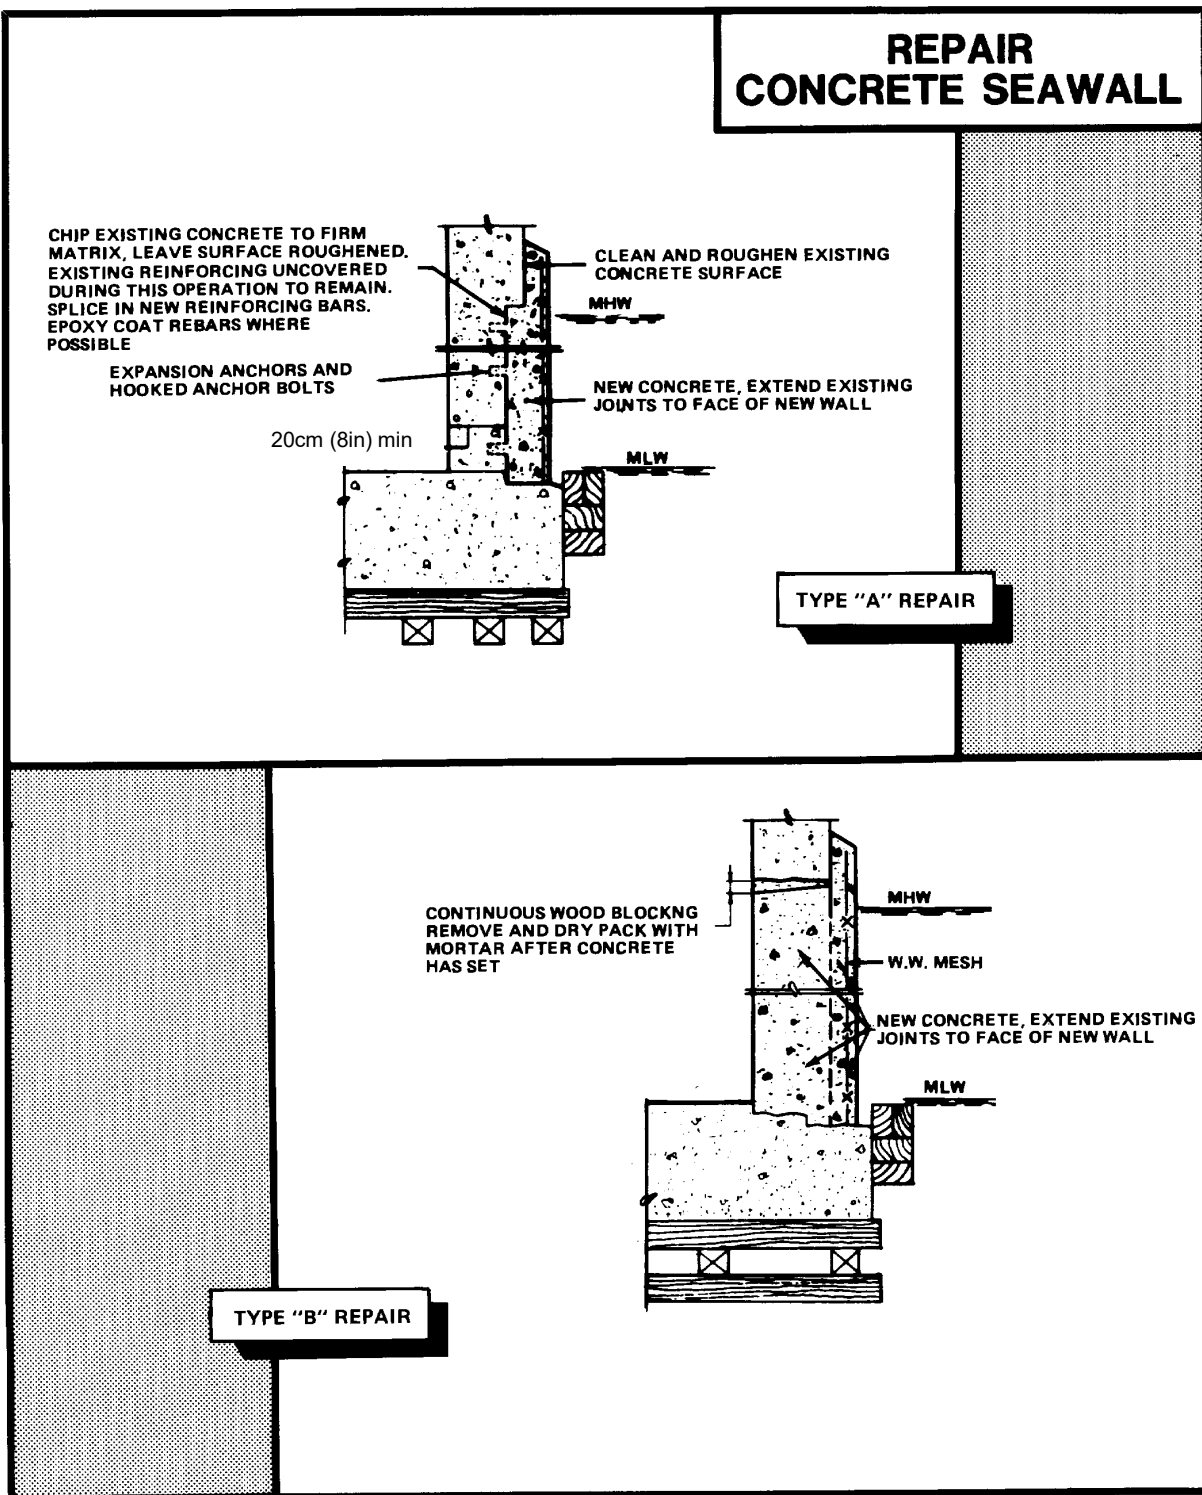 REPAIR
CONCRETE SEAWALL
CHIP EXISTING CONCRETE TO FIRM
MATRIX, LEAVE SURFACE ROUGHENED.
EXISTING REINFORCING UNCOVERED
DURING THIS OPERATION TO REMAIN.
SPLICE IN NEW REINFORCING BARS.
EPOXY COAT REBARS WHERE
POSSIBLE
EXPANSION ANCHORS AND
HOOKED ANCHOR BOLTS
20cm (8in) min
CLEAN AND ROUGHEN EXISTING
CONCRETE SURFACE
MHW
NEW CONCRETE, EXTEND EXISTING
JOINTS TO FACE OF NEW WALL
MLW
TYPE "A" REPAIR
CONTINUOUS WOOD BLOCKNG
REMOVE AND DRY PACK WITH
MORTAR AFTER CONCRETE
HAS SET
MHW
W.W. MESH
NEW CONCRETE, EXTEND EXISTING
JOINTS TO FACE OF NEW WALL
MLW
TYPE "B" REPAIR